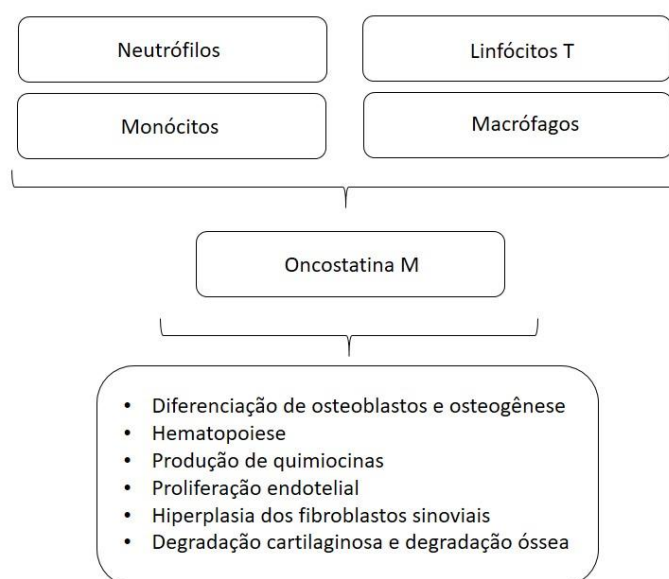 Neutrófilos
Linfócitos T
Monócitos
Macrófagos
Oncostatina M
• Diferenciação de osteoblastos e osteogênese
• Hematopoiese
• Produção de quimiocinas
• Proliferação endotelial
• Hiperplasia dos fibroblastos sinoviais
• Degradação cartilaginosa e degradação óssea